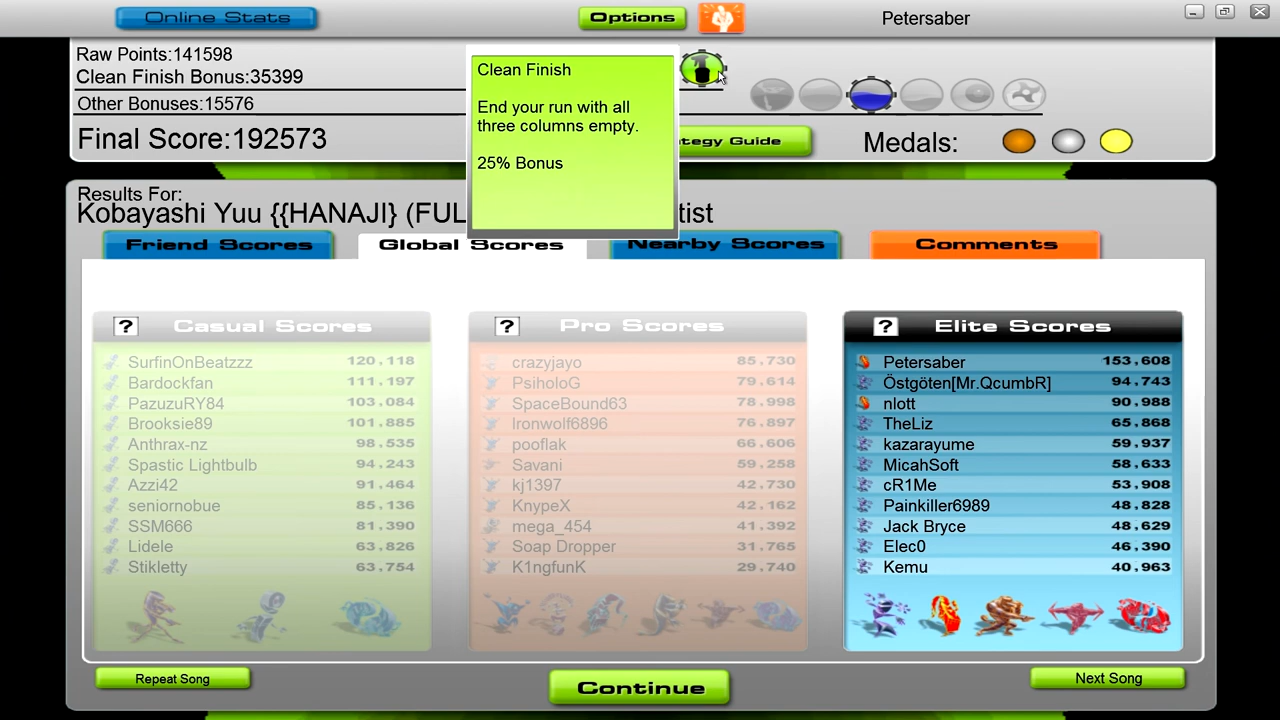 Online Stats
Options
Petersaber
Raw Points:141598
Clean Finish Bonus:35399
Other Bonuses:15576
Final Score:192573
Clean Finish
End your run with all
three columns empty.
25% Bonus
tegy Guide
Medals:
Results For:
Kobayashi Yuu {{HANAJI} (FUL
tist
Friend Scores
Global Scores
Nearby Scores
Comments
? Casual Scores
SurfinOnBeatzzz 120,118
Bardockfan 111,197
PazuzuRY84 103,084
Brooksie89 101,885
Anthrax-nz 98,535
Spastic Lightbulb 94,243
Azzi42 91,464
seniornobue 85,136
SSM666 81,390
Lidele 63,826
Stikletty 63,754
? Pro Scores
crazyjayo 85,730
PsiholoG 79,614
SpaceBound63 78,998
Ironwolf6896 76,897
pooflak 66,606
Savani 59,258
kj1397 42,730
KnypeX 42,162
mega_454 41,392
Soap Dropper 31,765
K1ngfunK 29,740
? Elite Scores
Petersaber 153,608
Östgöten[Mr.QcumbR] 94,743
nlott 90,988
TheLiz 65,868
kazarayume 59,937
MicahSoft 58,633
cR1Me 53,908
Painkiller6989 48,828
Jack Bryce 48,629
Elec0 46,390
Kemu 40,963
Repeat Song
Continue
Next Song